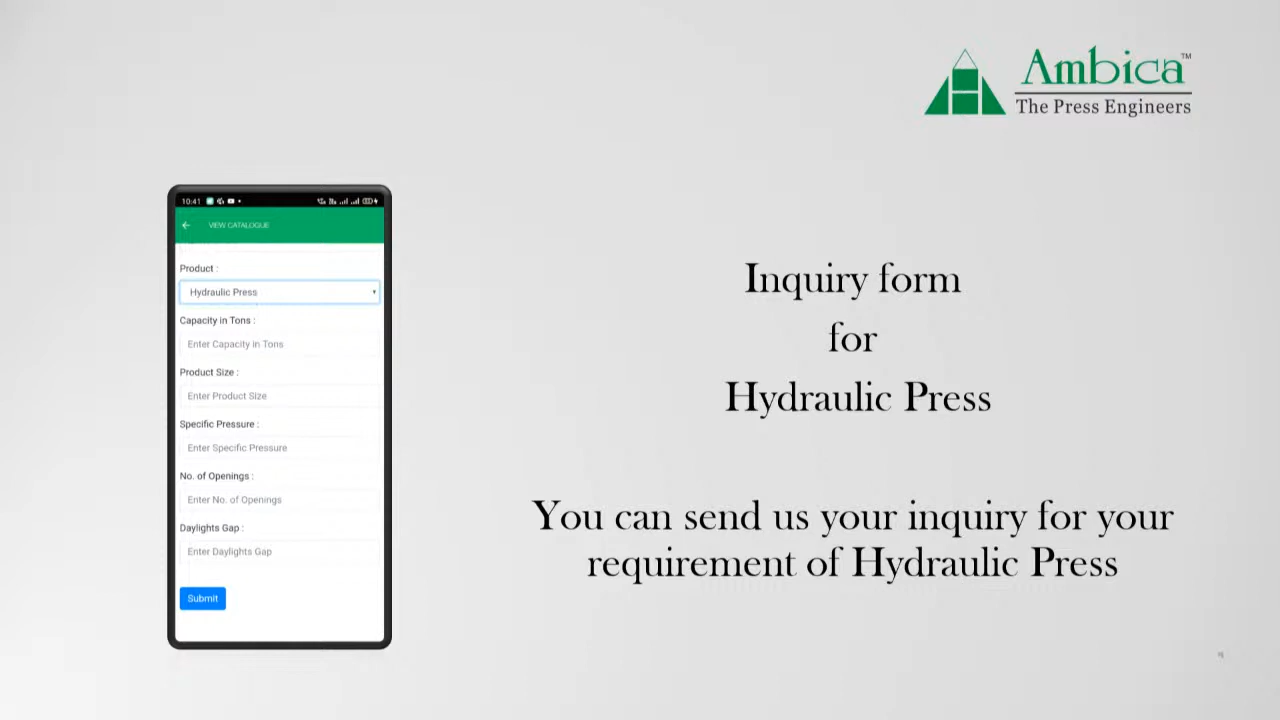 Ambica™
The Press Engineers
10:41
VIEW CATALOGUE
Product :
Hydraulic Press
Capacity in Tons :
Enter Capacity in Tons
Product Size :
Enter Product Size
Specific Pressure :
Enter Specific Pressure
No. of Openings :
Enter No. of Openings
Daylights Gap :
Enter Daylights Gap
Submit
Inquiry form
for
Hydraulic Press
You can send us your inquiry for your
requirement of Hydraulic Press